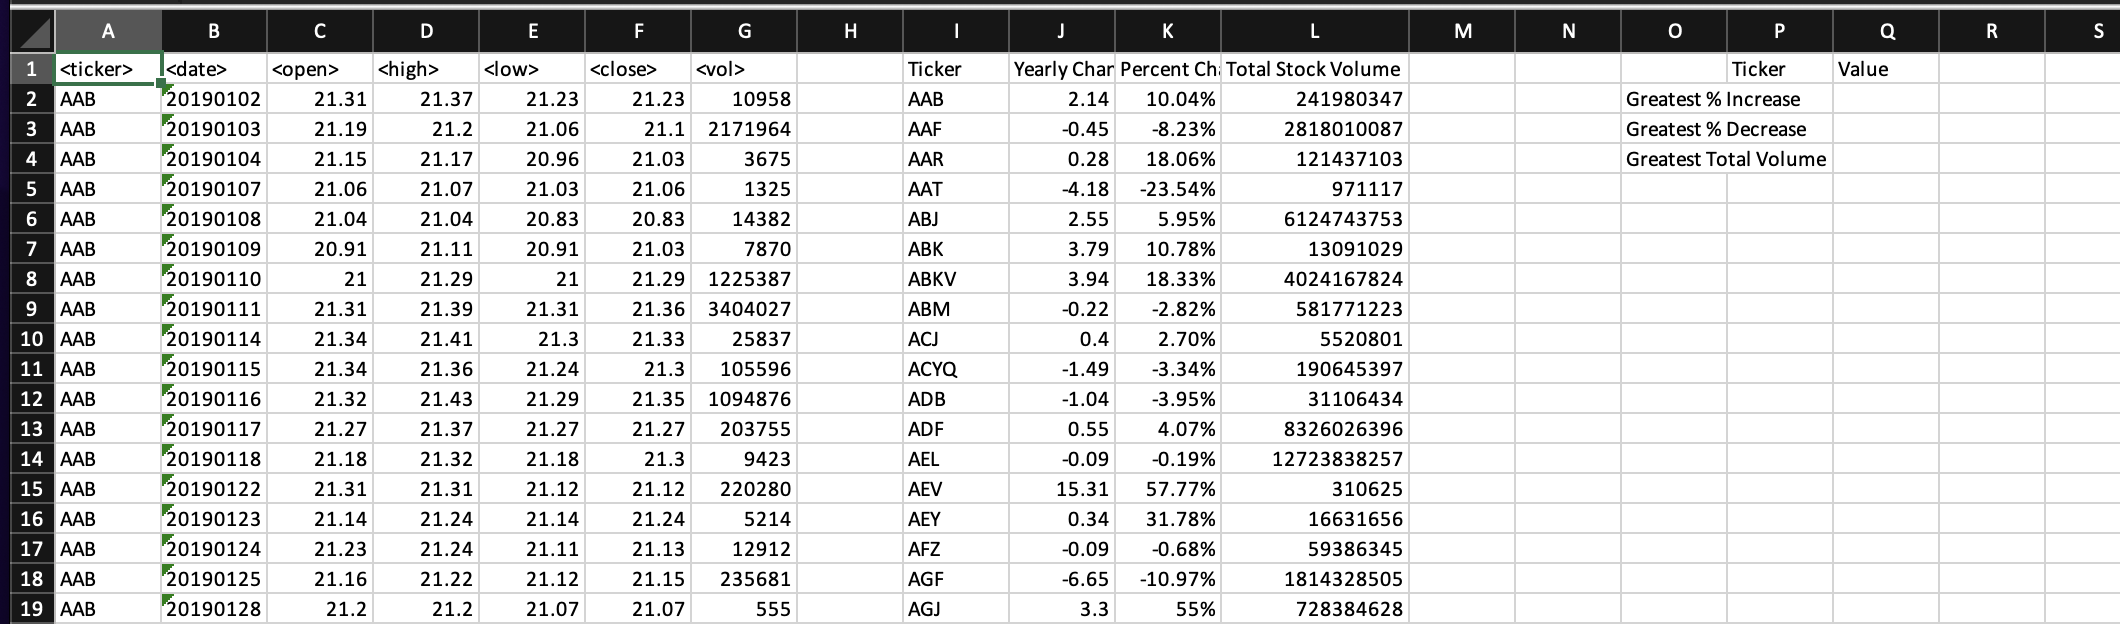 A B C D E F G H I J K L M N O P Q R S
1 <ticker> <date> <open> <high> <low> <close> <vol> Ticker Yearly Char Percent Ch Total Stock Volume Ticker Value
2 AAB 20190102 21.31 21.37 21.23 21.23 10958 AAB 2.14 10.04% 241980347 Greatest % Increase
3 AAB 20190103 21.19 21.2 21.06 21.1 2171964 AAF -0.45 -8.23% 2818010087 Greatest % Decrease
4 AAB 20190104 21.15 21.17 20.96 21.03 3675 AAR 0.28 18.06% 121437103 Greatest Total Volume
5 AAB 20190107 21.06 21.07 21.03 21.06 1325 AAT -4.18 -23.54% 971117
6 AAB 20190108 21.04 21.04 20.83 20.83 14382 ABJ 2.55 5.95% 6124743753
7 AAB 20190109 20.91 21.11 20.91 21.03 7870 ABK 3.79 10.78% 13091029
8 AAB 20190110 21 21.29 21 21.29 1225387 ABKV 3.94 18.33% 4024167824
9 AAB 20190111 21.31 21.39 21.31 21.36 3404027 ABM -0.22 -2.82% 581771223
10 AAB 20190114 21.34 21.41 21.3 21.33 25837 ACJ 0.4 2.70% 5520801
11 AAB 20190115 21.34 21.36 21.24 21.3 105596 ACYQ -1.49 -3.34% 190645397
12 AAB 20190116 21.32 21.43 21.29 21.35 1094876 ADB -1.04 -3.95% 31106434
13 AAB 20190117 21.27 21.37 21.27 21.27 203755 ADF 0.55 4.07% 8326026396
14 AAB 20190118 21.18 21.32 21.18 21.3 9423 AEL -0.09 -0.19% 12723838257
15 AAB 20190122 21.31 21.31 21.12 21.12 220280 AEV 15.31 57.77% 310625
16 AAB 20190123 21.14 21.24 21.14 21.24 5214 AEY 0.34 31.78% 16631656
17 AAB 20190124 21.23 21.24 21.11 21.13 12912 AFZ -0.09 -0.68% 59386345
18 AAB 20190125 21.16 21.22 21.12 21.15 235681 AGF -6.65 -10.97% 1814328505
19 AAB 20190128 21.2 21.2 21.07 21.07 555 AGJ 3.3 55% 728384628